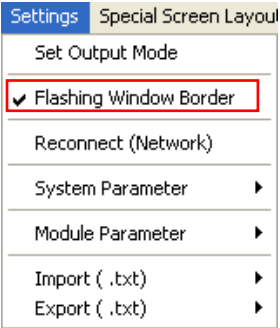 Settings Special Screen Layout
Set Output Mode
Flashing Window Border
Reconnect (Network)
System Parameter
Module Parameter
Import ( .txt)
Export ( .txt)